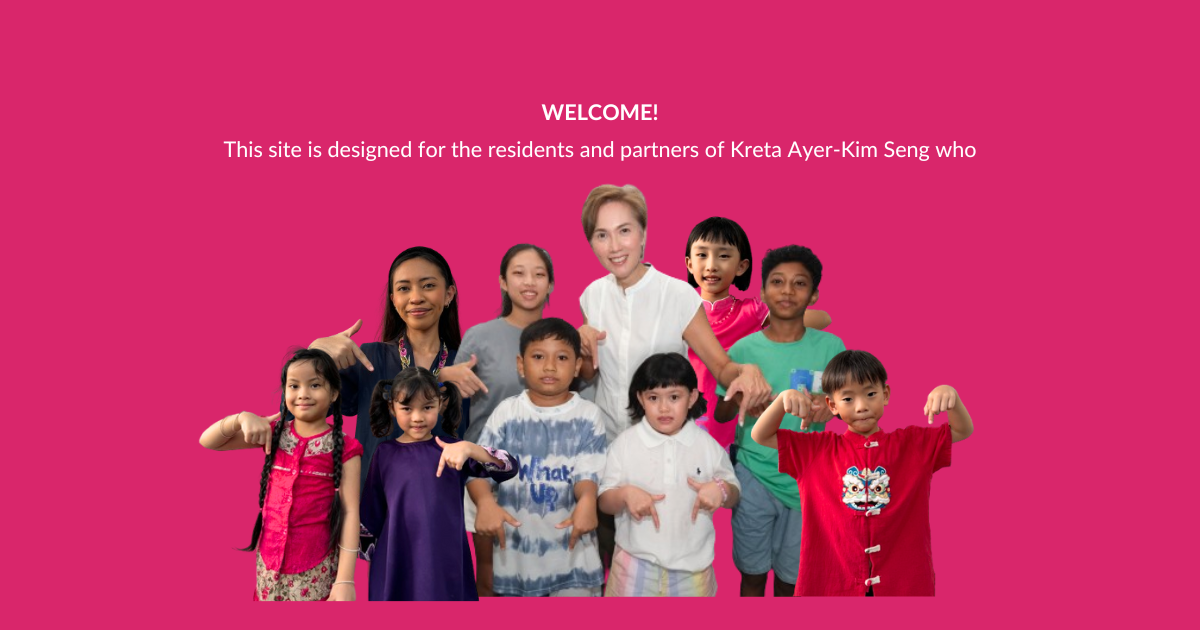 WELCOME!
This site is designed for the residents and partners of Kreta Ayer-Kim Seng who
What
Up